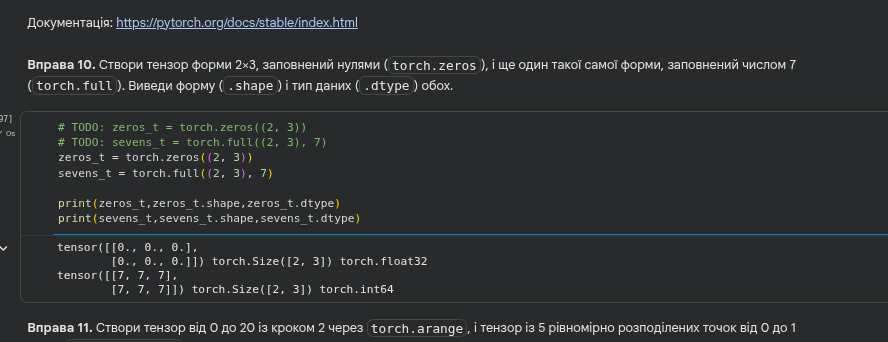 Документація: https://pytorch.org/docs/stable/index.html
Вправа 10. Створи тензор форми 2×3, заповнений нулями (torch.zeros), і ще один такої самої форми, заповнений числом 7
(torch.full). Виведи форму (.shape) і тип даних (.dtype) обох.
97]
0s
# TODO: zeros_t = torch.zeros((2, 3))
# TODO: sevens_t = torch.full((2, 3), 7)
zeros_t = torch.zeros((2, 3))
sevens_t = torch.full((2, 3), 7)
print(zeros_t,zeros_t.shape,zeros_t.dtype)
print(sevens_t,sevens_t.shape,sevens_t.dtype)
tensor([[0., 0., 0.],
[0., 0., 0.]]) torch.Size([2, 3]) torch.float32
tensor([[7, 7, 7],
[7, 7, 7]]) torch.Size([2, 3]) torch.int64
Вправа 11. Створи тензор від 0 до 20 із кроком 2 через torch.arange, і тензор із 5 рівномірно розподілених точок від 0 до 1